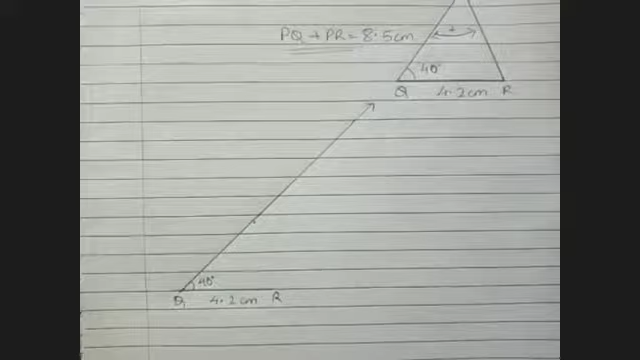 PQ + PR = 8.5cm
+
40°
Q 4.2cm R
40°
Q 4.2cm R